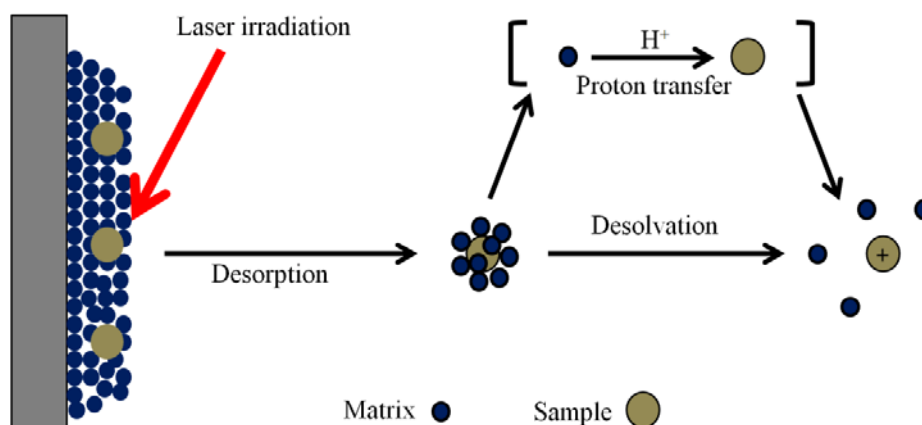 Laser irradiation
H⁺
Proton transfer
Desorption
Desolvation
+
Matrix
Sample